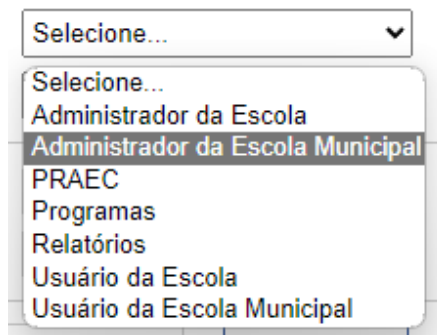 Selecione...
Selecione...
Administrador da Escola
Administrador da Escola Municipal
PRAEC
Programas
Relatórios
Usuário da Escola
Usuário da Escola Municipal